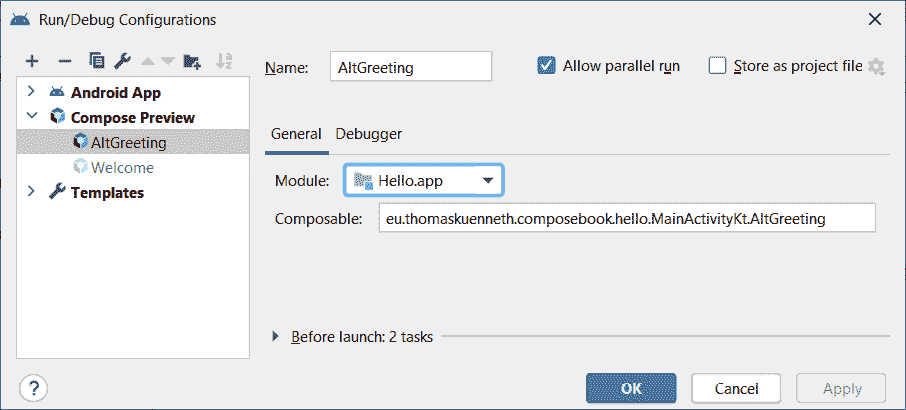 Run/Debug Configurations
Name: AltGreeting
Allow parallel run
Store as project file
Android App
Compose Preview
AltGreeting
Welcome
Templates
General Debugger
Module: Hello.app
Composable: eu.thomaskuenneth.composebook.hello.MainActivityKt.AltGreeting
Before launch: 2 tasks
?
OK
Cancel
Apply